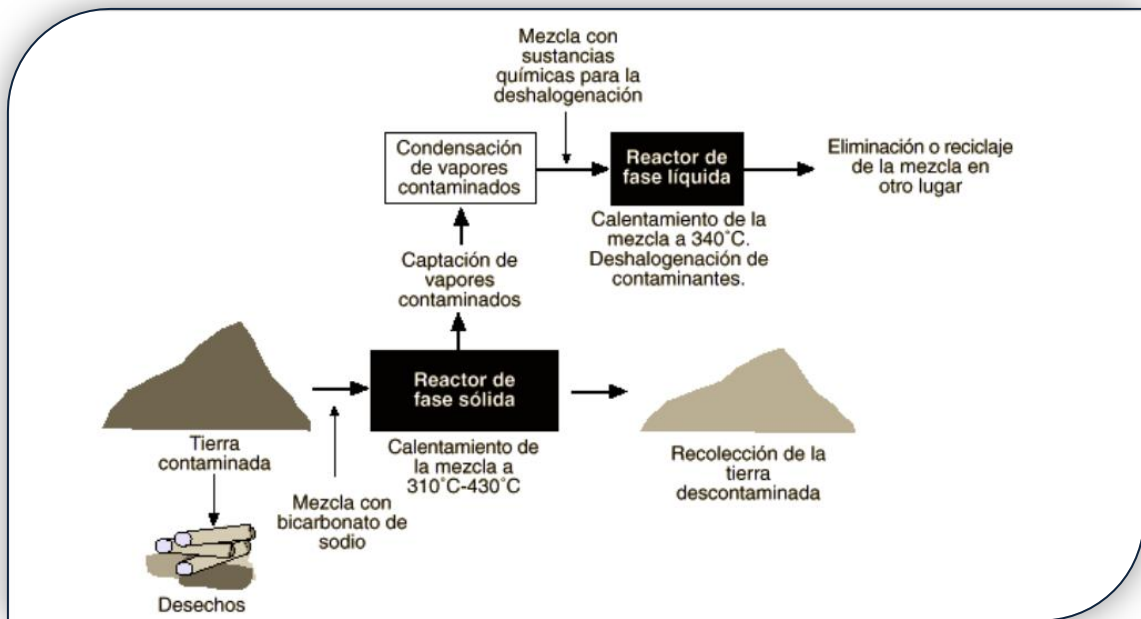 Mezcla con
sustancias
químicas para la
deshalogenación
Condensación
de vapores
contaminados
Reactor de
fase líquida
Eliminación o reciclaje
de la mezcla en
otro lugar
Calentamiento de la
mezcla a 340˚C.
Deshalogenación de
contaminantes.
Captación de
vapores
contaminados
Reactor de
fase sólida
Tierra
contaminada
Calentamiento de
la mezcla a
310˚C-430˚C
Recolección de la
tierra
descontaminada
Mezcla con
bicarbonato de
sodio
Desechos